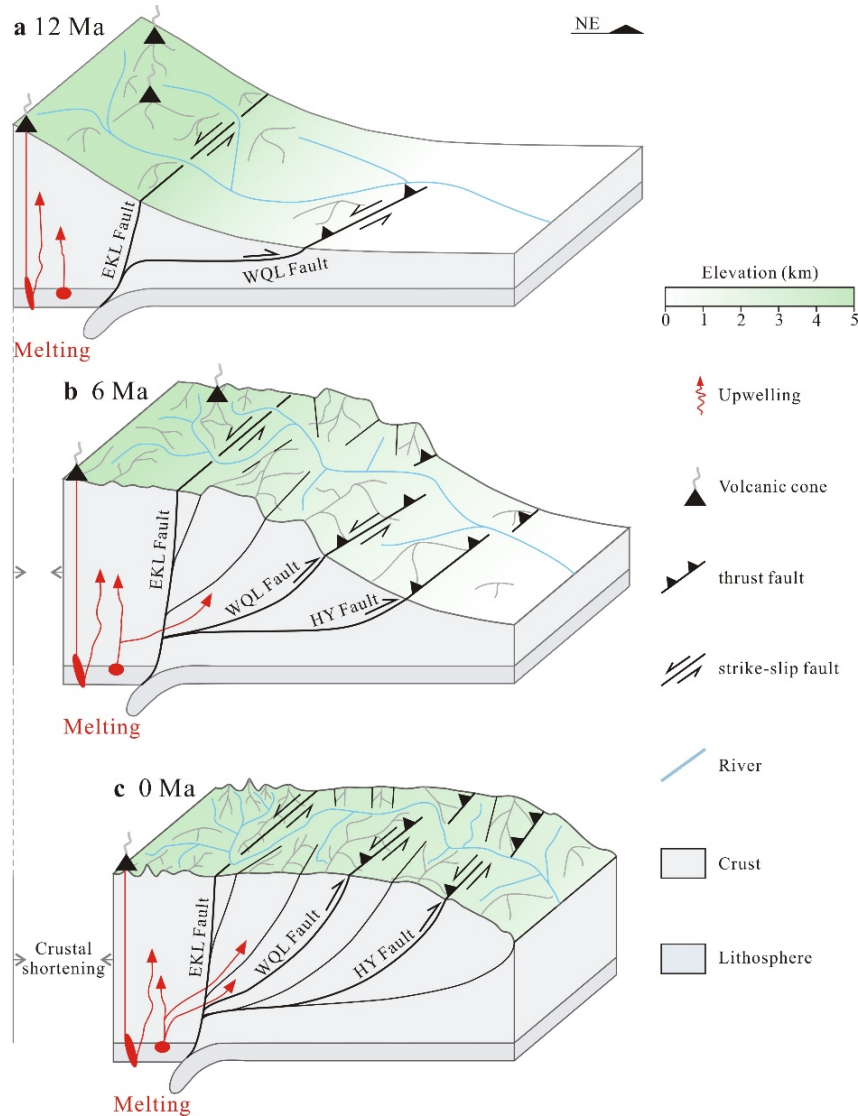 a 12 Ma
NE
EKL Fault
WQL Fault
Melting
Elevation (km)
0 1 2 3 4 5
b 6 Ma
Upwelling
Volcanic cone
EKL Fault
WQL Fault
HY Fault
thrust fault
strike-slip fault
Melting
c 0 Ma
River
Crust
EKL Fault
WQL Fault
HY Fault
Crustal
shortening
Lithosphere
Melting